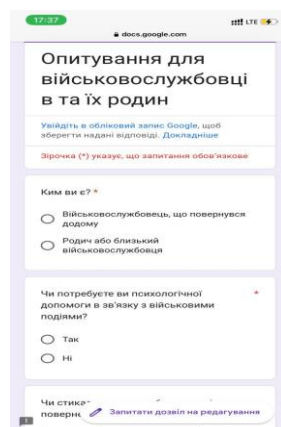 17:37
LTE
docs.google.com
Опитування для
військовослужбовці
в та їх родин
Увійдіть в обліковий запис Google, щоб
зберегти надані відповіді. Докладніше
Зірочка (*) указує, що запитання обов'язкове
Ким ви є? *
Військовослужбовець, що повернувся
додому
Родич або близький
військовослужбовця
Чи потребуєте ви психологічної *
допомоги в зв'язку з військовими
подіями?
Так
Ні
Чи
Запитати дозвіл на редагування